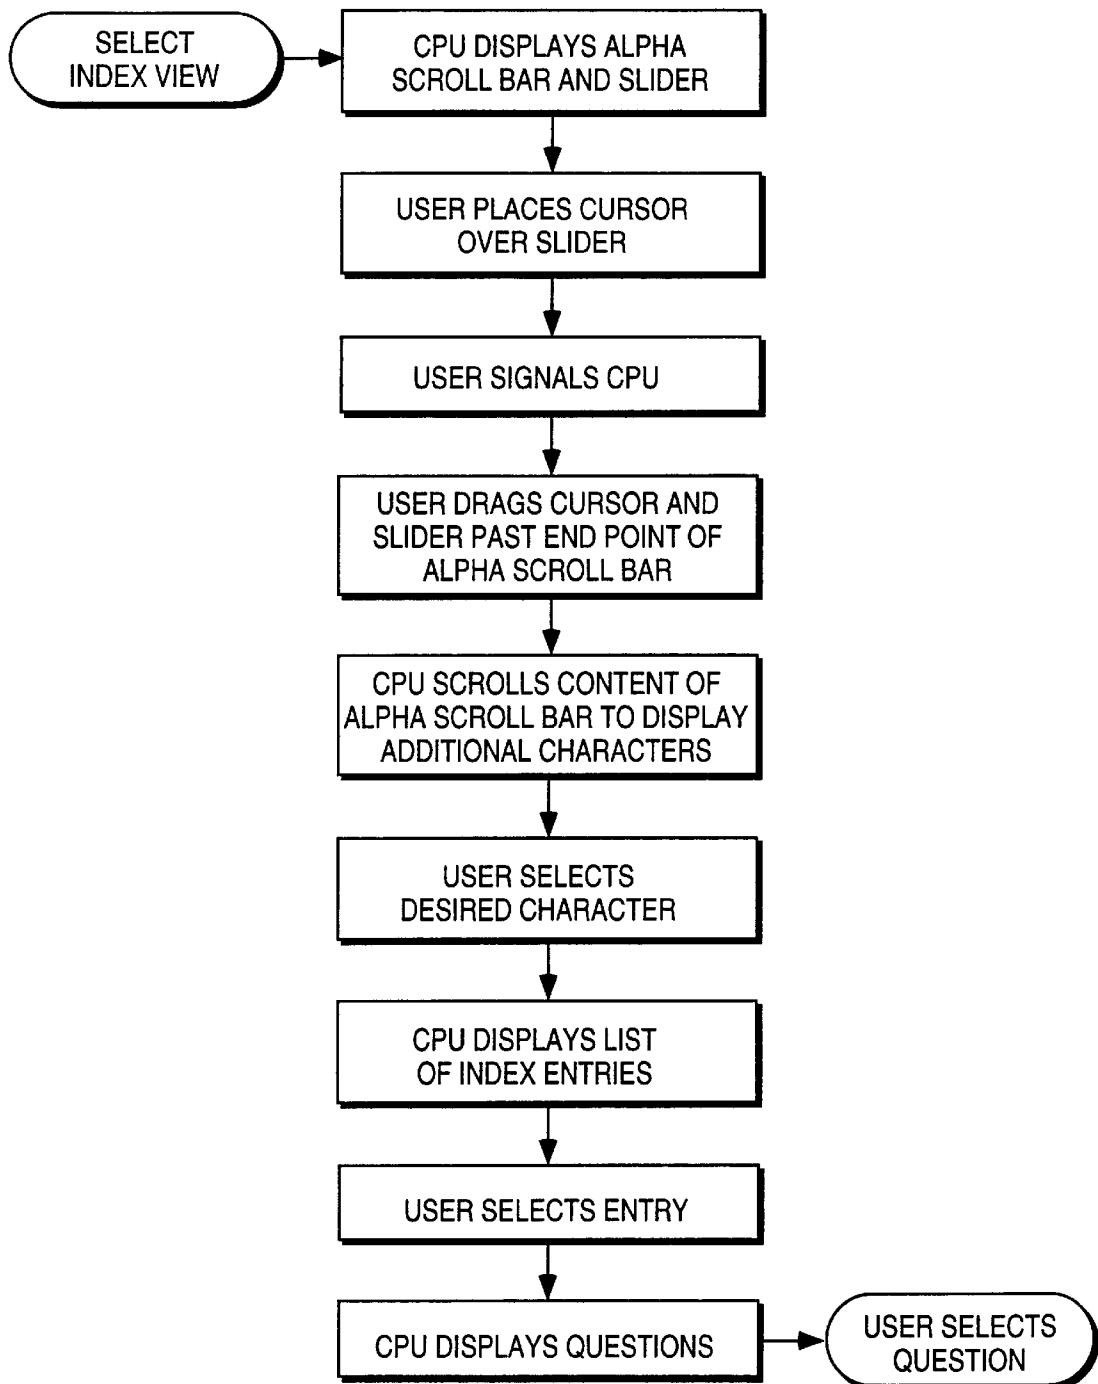 SELECT
INDEX VIEW
CPU DISPLAYS ALPHA
SCROLL BAR AND SLIDER
USER PLACES CURSOR
OVER SLIDER
USER SIGNALS CPU
USER DRAGS CURSOR AND
SLIDER PAST END POINT OF
ALPHA SCROLL BAR
CPU SCROLLS CONTENT OF
ALPHA SCROLL BAR TO DISPLAY
ADDITIONAL CHARACTERS
USER SELECTS
DESIRED CHARACTER
CPU DISPLAYS LIST
OF INDEX ENTRIES
USER SELECTS ENTRY
CPU DISPLAYS QUESTIONS
USER SELECTS
QUESTION